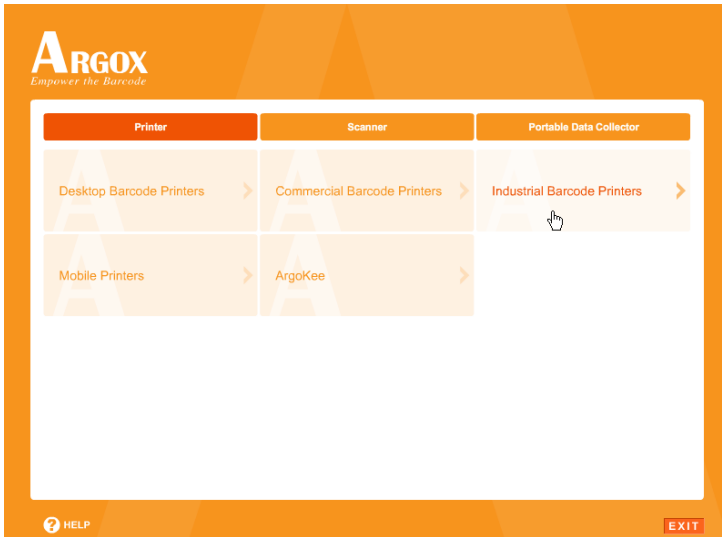 ARGOX
Empower the Barcode
Printer
Scanner
Portable Data Collector
Desktop Barcode Printers
Commercial Barcode Printers
Industrial Barcode Printers
Mobile Printers
ArgoKee
? HELP
EXIT